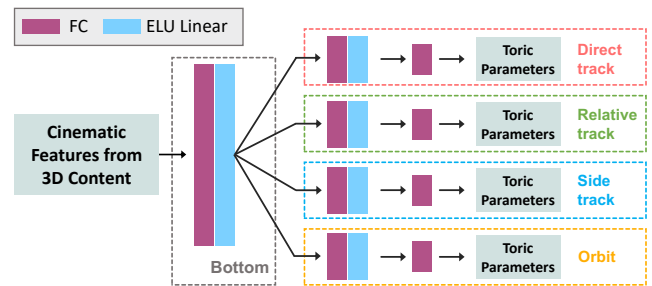 FC
ELU Linear
Cinematic
Features from
3D Content
Bottom
Toric
Parameters
Direct
track
Toric
Parameters
Relative
track
Toric
Parameters
Side
track
Toric
Parameters
Orbit